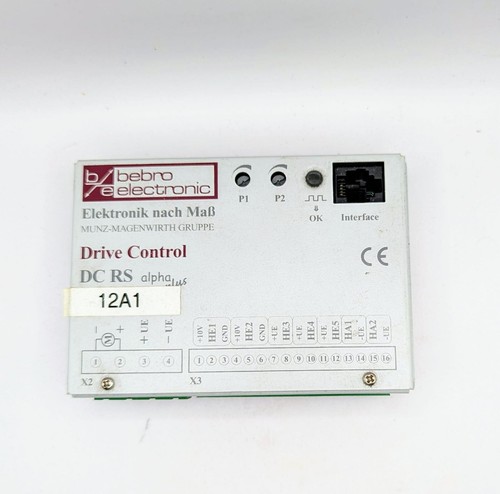 b/e bebro
electronic
Elektronik nach Maß
MUNZ-MAGENWIRTH GRUPPE
P1 P2 OK Interface
Drive Control
CE
DC RS alpha
plus
12A1
− + +UE −UE
M
+10V HE1 GND +10V HE2 GND +UE HE3 +UE HE4 +UE HE5 HA1 -UE HA2 -UE
1 2 3 4 1 2 3 4 5 6 7 8 9 10 11 12 13 14 15 16
X2 X3